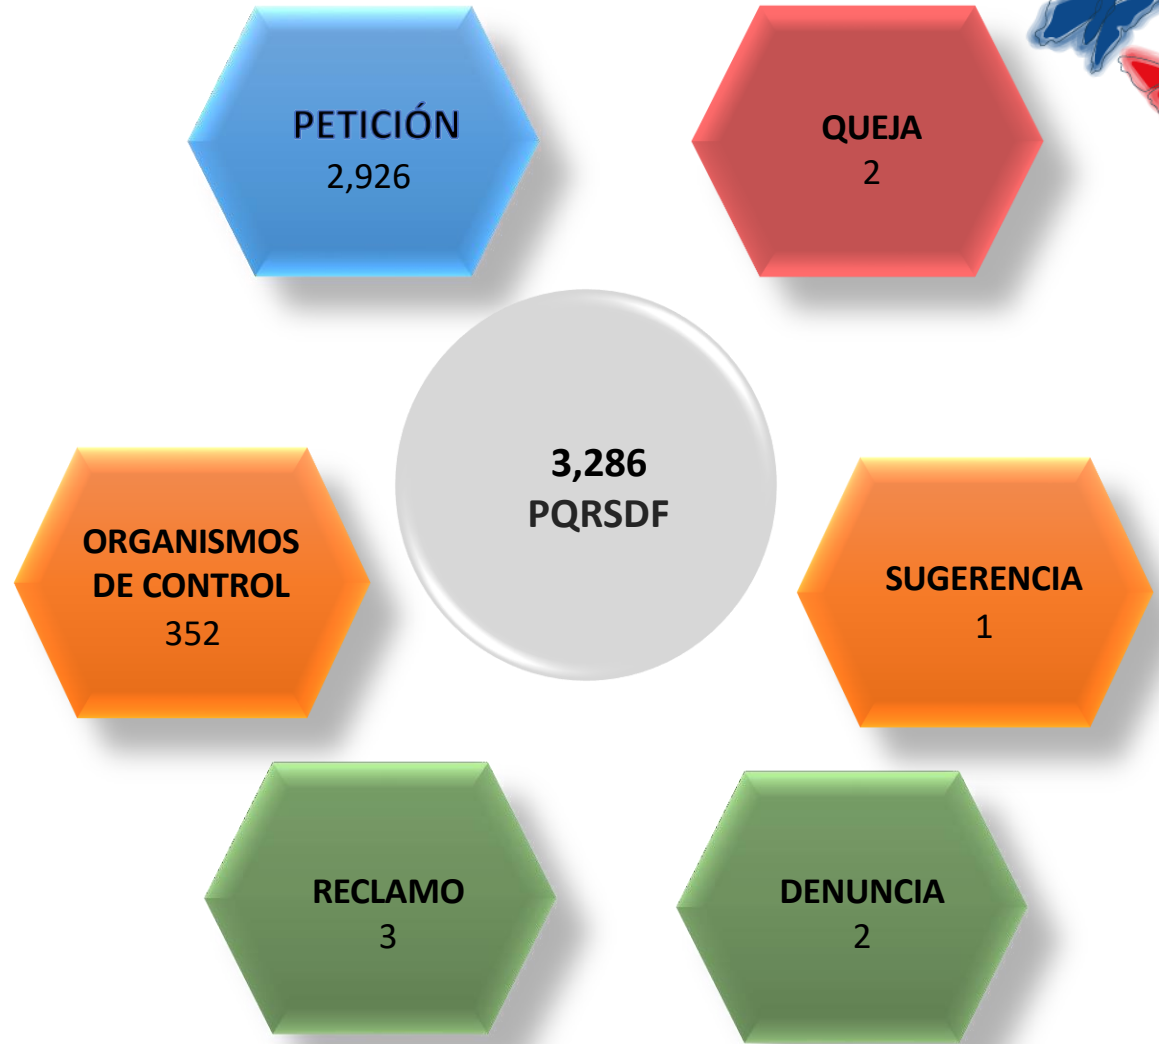 PETICIÓN
2,926
QUEJA
2
3,286
PQRSDF
ORGANISMOS
DE CONTROL
352
SUGERENCIA
1
RECLAMO
3
DENUNCIA
2